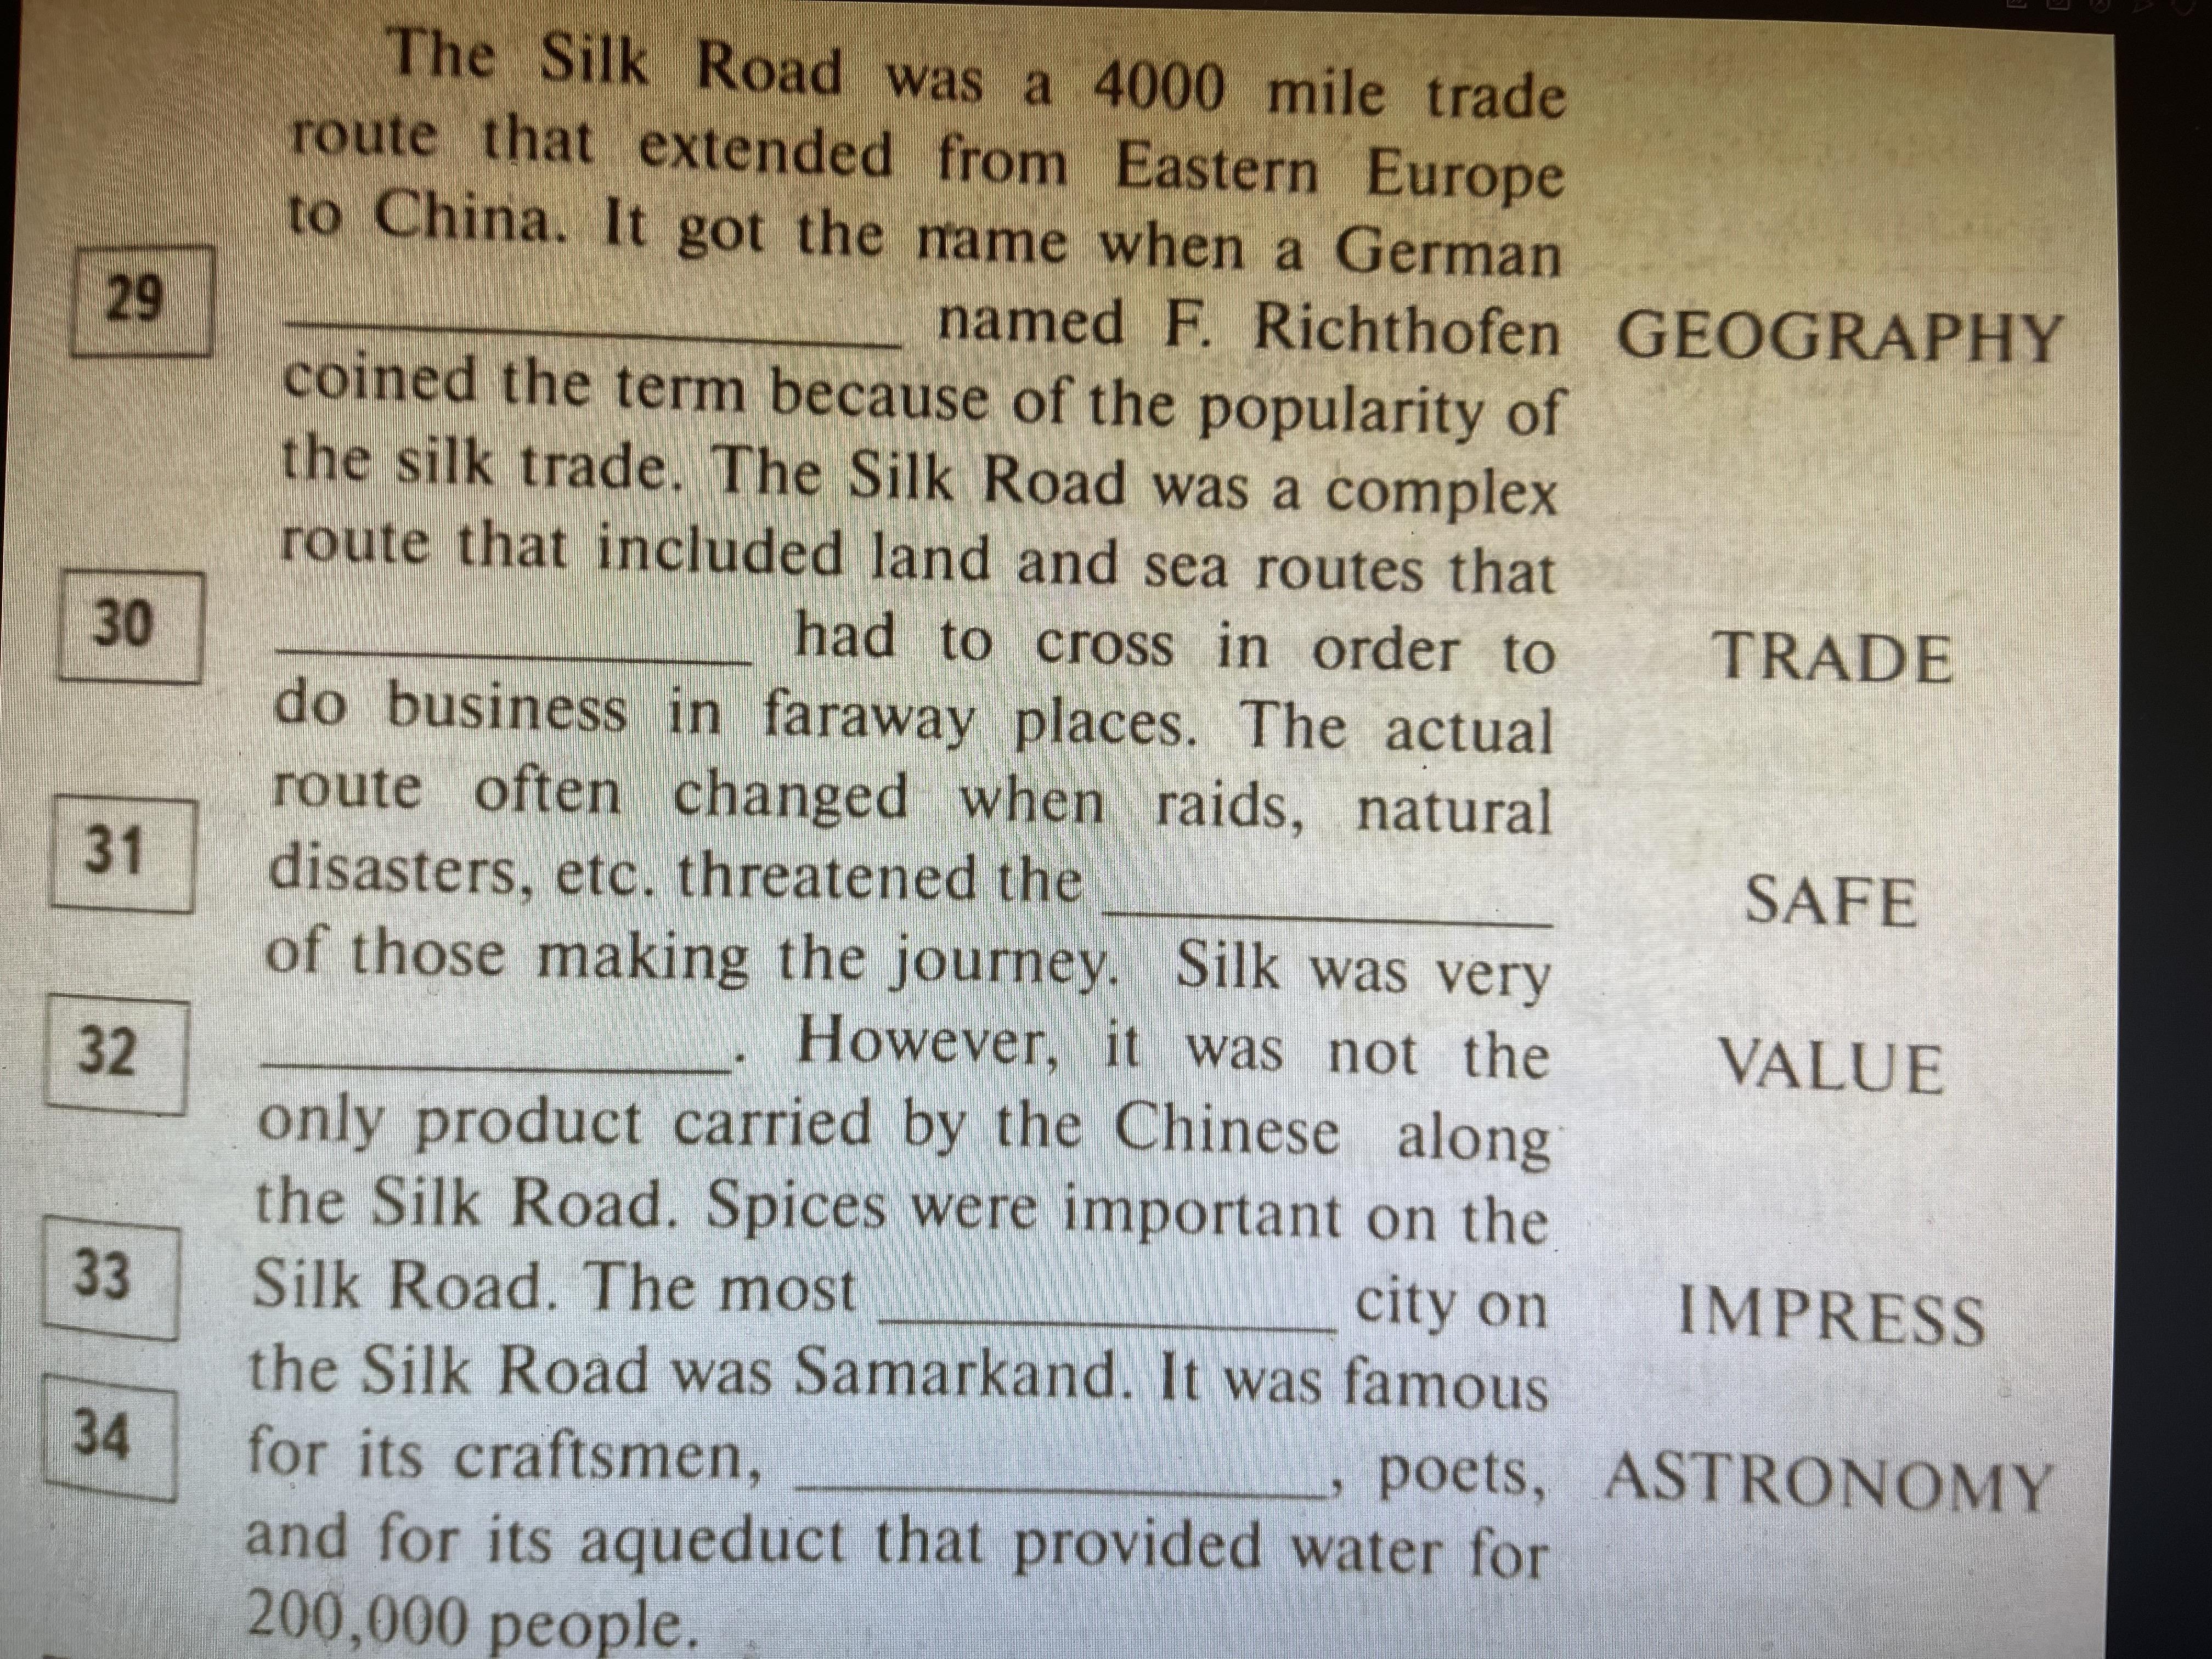 The Silk Road was a 4000 mile trade
route that extended from Eastern Europe
to China. It got the name when a German
29 ____________ named F. Richthofen GEOGRAPHY
coined the term because of the popularity of
the silk trade. The Silk Road was a complex
route that included land and sea routes that
30 ____________ had to cross in order to TRADE
do business in faraway places. The actual
route often changed when raids, natural
31 disasters, etc. threatened the ____________ SAFE
of those making the journey. Silk was very
32 ____________. However, it was not the VALUE
only product carried by the Chinese along
the Silk Road. Spices were important on the
33 Silk Road. The most ____________ city on IMPRESS
the Silk Road was Samarkand. It was famous
34 for its craftsmen, ____________, poets, ASTRONOMY
and for its aqueduct that provided water for
200,000 people.